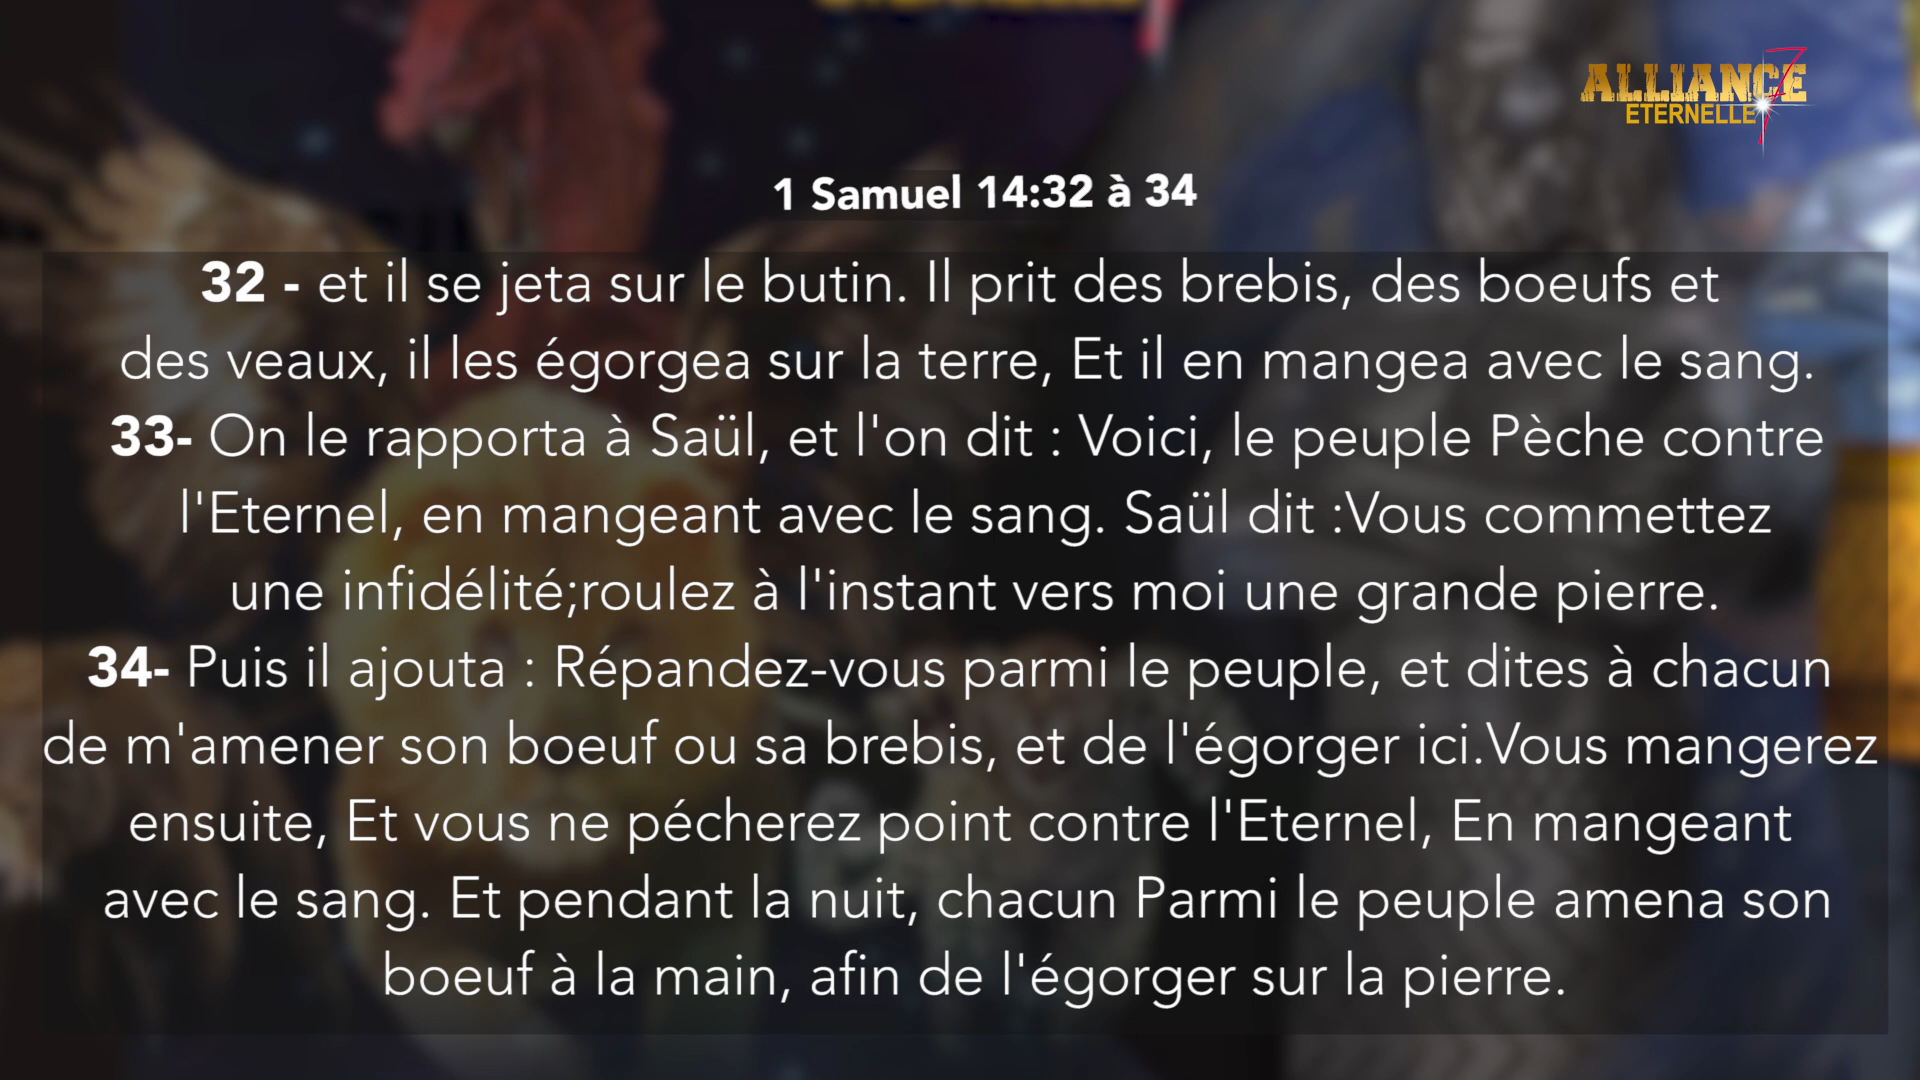 ALLIANCE
ETERNELLE
1 Samuel 14:32 à 34
32 - et il se jeta sur le butin. Il prit des brebis, des boeufs et
des veaux, il les égorgea sur la terre, Et il en mangea avec le sang.
33- On le rapporta à Saül, et l'on dit : Voici, le peuple Pèche contre
l'Eternel, en mangeant avec le sang. Saül dit :Vous commettez
une infidélité;roulez à l'instant vers moi une grande pierre.
34- Puis il ajouta : Répandez-vous parmi le peuple, et dites à chacun
de m'amener son boeuf ou sa brebis, et de l'égorger ici.Vous mangerez
ensuite, Et vous ne pécherez point contre l'Eternel, En mangeant
avec le sang. Et pendant la nuit, chacun Parmi le peuple amena son
boeuf à la main, afin de l'égorger sur la pierre.